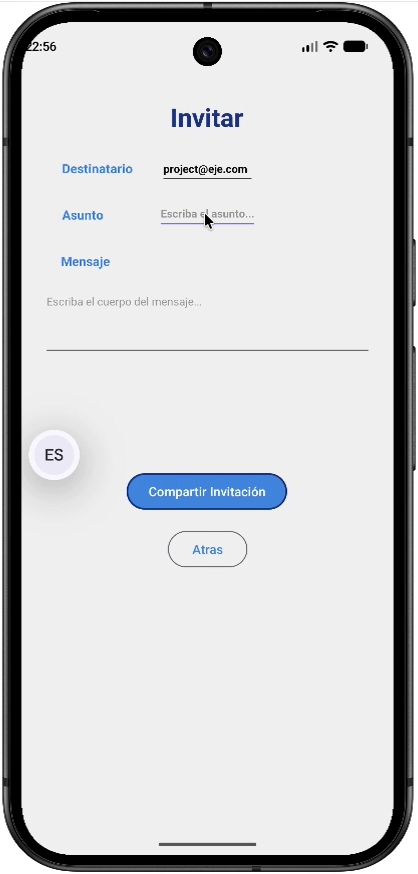 22:56
Invitar
Destinatario project@eje.com
Asunto Escriba el asunto...
Mensaje
Escriba el cuerpo del mensaje...
ES
Compartir Invitación
Atras